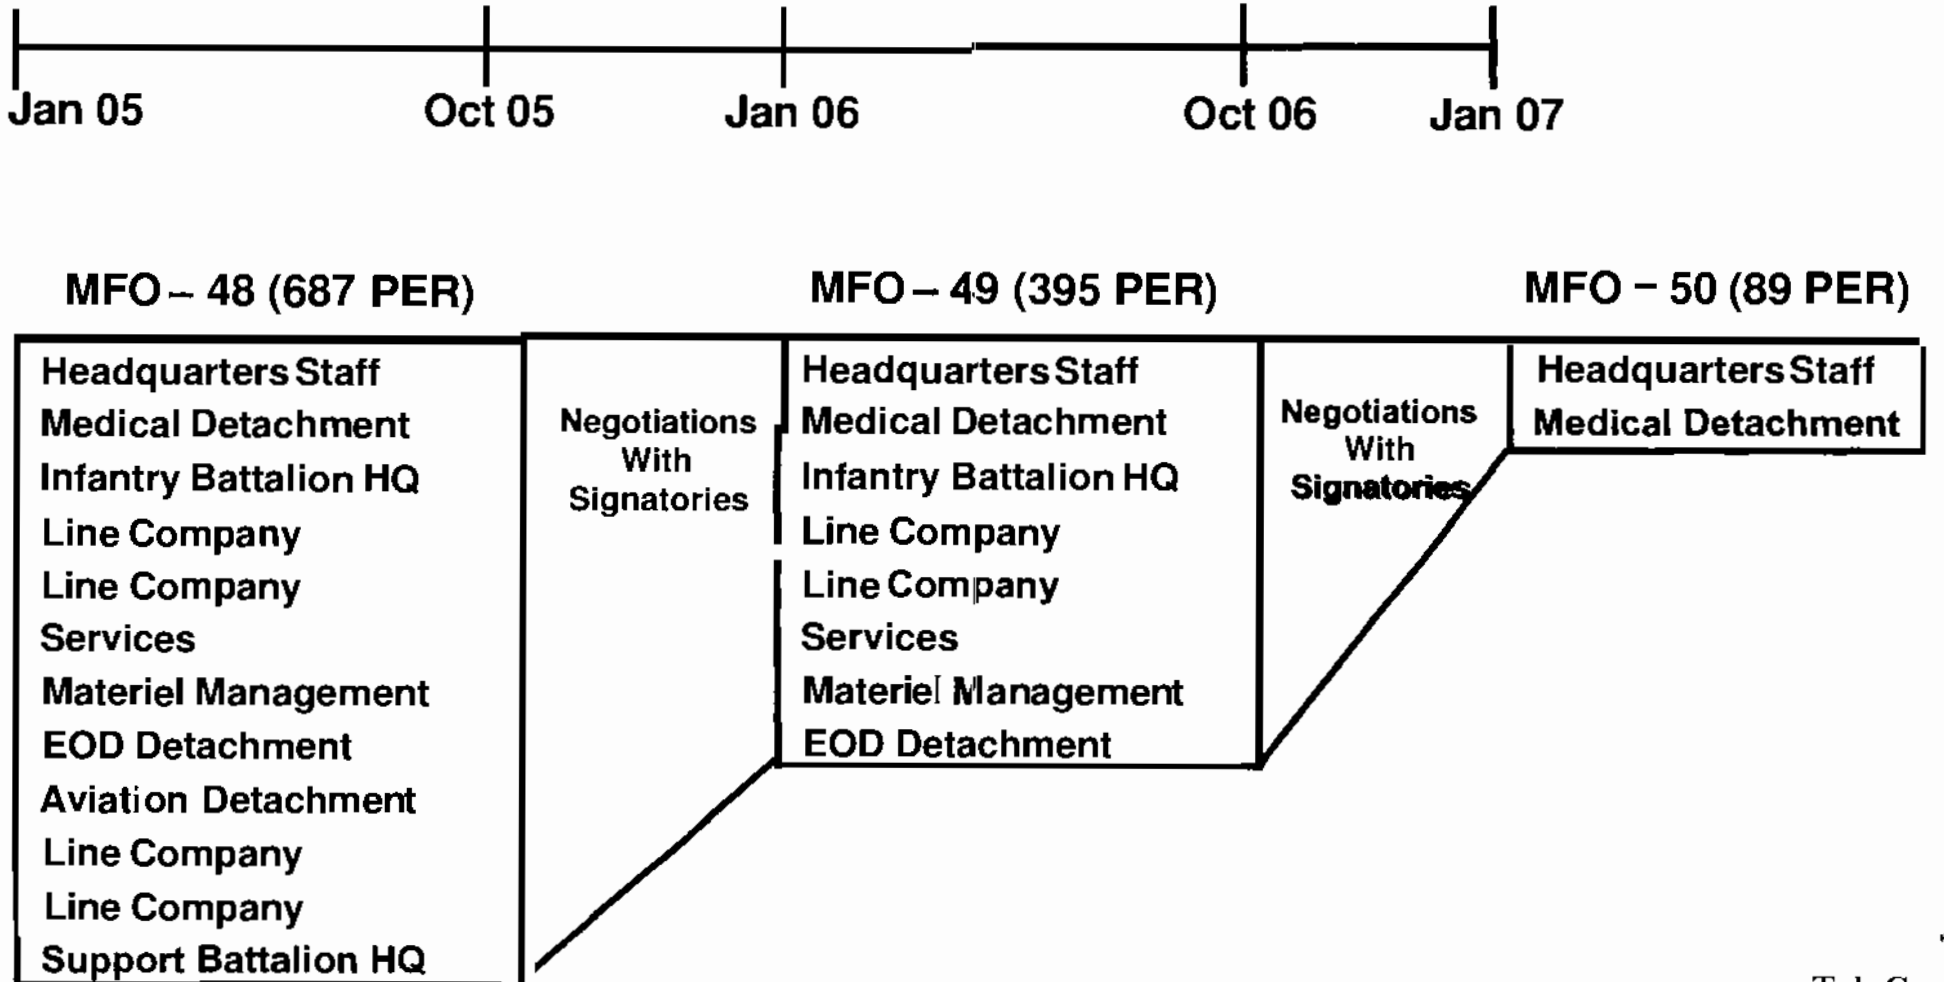 Jan 05
Oct 05
Jan 06
Oct 06
Jan 07
MFO – 48 (687 PER)
MFO – 49 (395 PER)
MFO – 50 (89 PER)
Headquarters Staff
Medical Detachment
Infantry Battalion HQ
Line Company
Line Company
Services
Materiel Management
EOD Detachment
Aviation Detachment
Line Company
Line Company
Support Battalion HQ
Negotiations
With
Signatories
Headquarters Staff
Medical Detachment
Infantry Battalion HQ
Line Company
Line Company
Services
Materiel Management
EOD Detachment
Negotiations
With
Signatories
Headquarters Staff
Medical Detachment